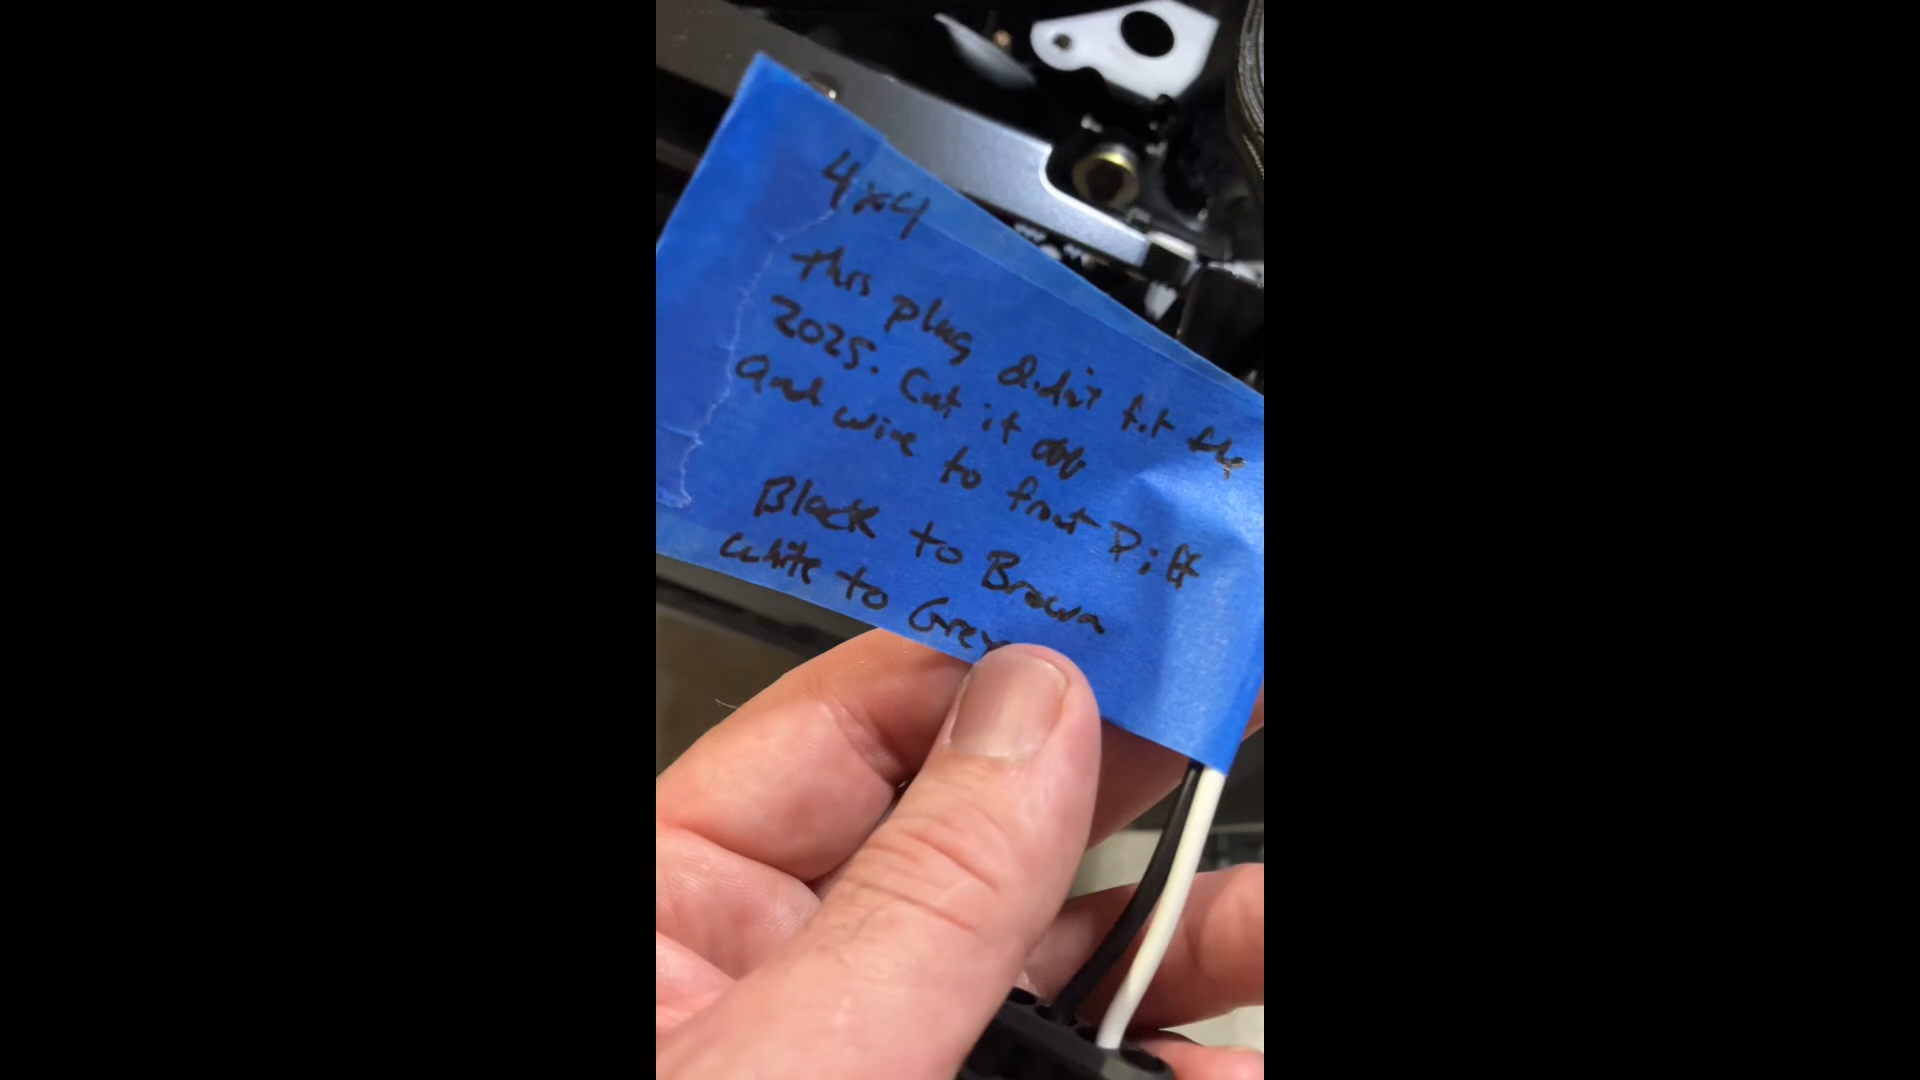 4x4
this plug didn't fit the
2025. Cut it off
and wire to front Diff
Black to Brown
white to Grey